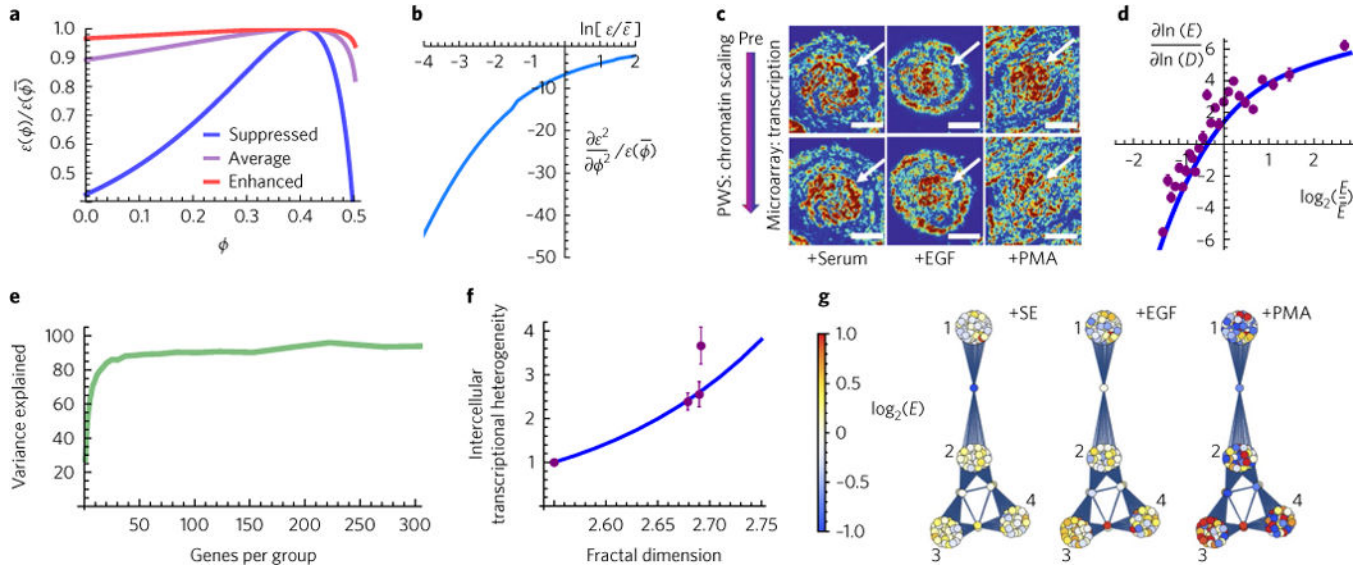 a
ε(ϕ)/ε(ϕ̄)
1.0
0.9
0.8
0.7
0.6
0.5
Suppressed
Average
Enhanced
0.0 0.1 0.2 0.3 0.4 0.5
ϕ
b
ln[ε/ε̄]
-4 -3 -2 -1 0 1 2
-10
-20
-30
-40
-50
∂ε²/∂ϕ² /ε(ϕ̄)
c
Pre
PWS: chromatin scaling
Microarray: transcription
+Serum +EGF +PMA
d
∂ln (E)
∂ln (D)
6
4
2
-2 -1 0 1 2
-2
-4
-6
log₂(E/Ē)
e
Variance explained
100
80
60
40
20
50 100 150 200 250 300
Genes per group
f
Intercellular
transcriptional heterogeneity
4
3
2
1
2.60 2.65 2.70 2.75
Fractal dimension
g
1.0
0.5
0
-0.5
-1.0
log₂(E)
+SE
1
2
4
3
+EGF
1
2
4
3
+PMA
1
2
4
3